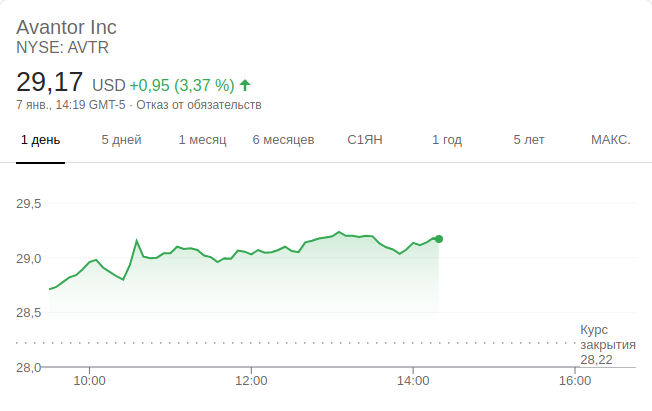 Avantor Inc
NYSE: AVTR
29,17 USD +0,95 (3,37 %)
7 янв., 14:19 GMT-5 · Отказ от обязательств
1 день 5 дней 1 месяц 6 месяцев С1ЯН 1 год 5 лет МАКС.
29,5
29,0
28,5
Курс
закрытия
28,22
28,0
10:00 12:00 14:00 16:00